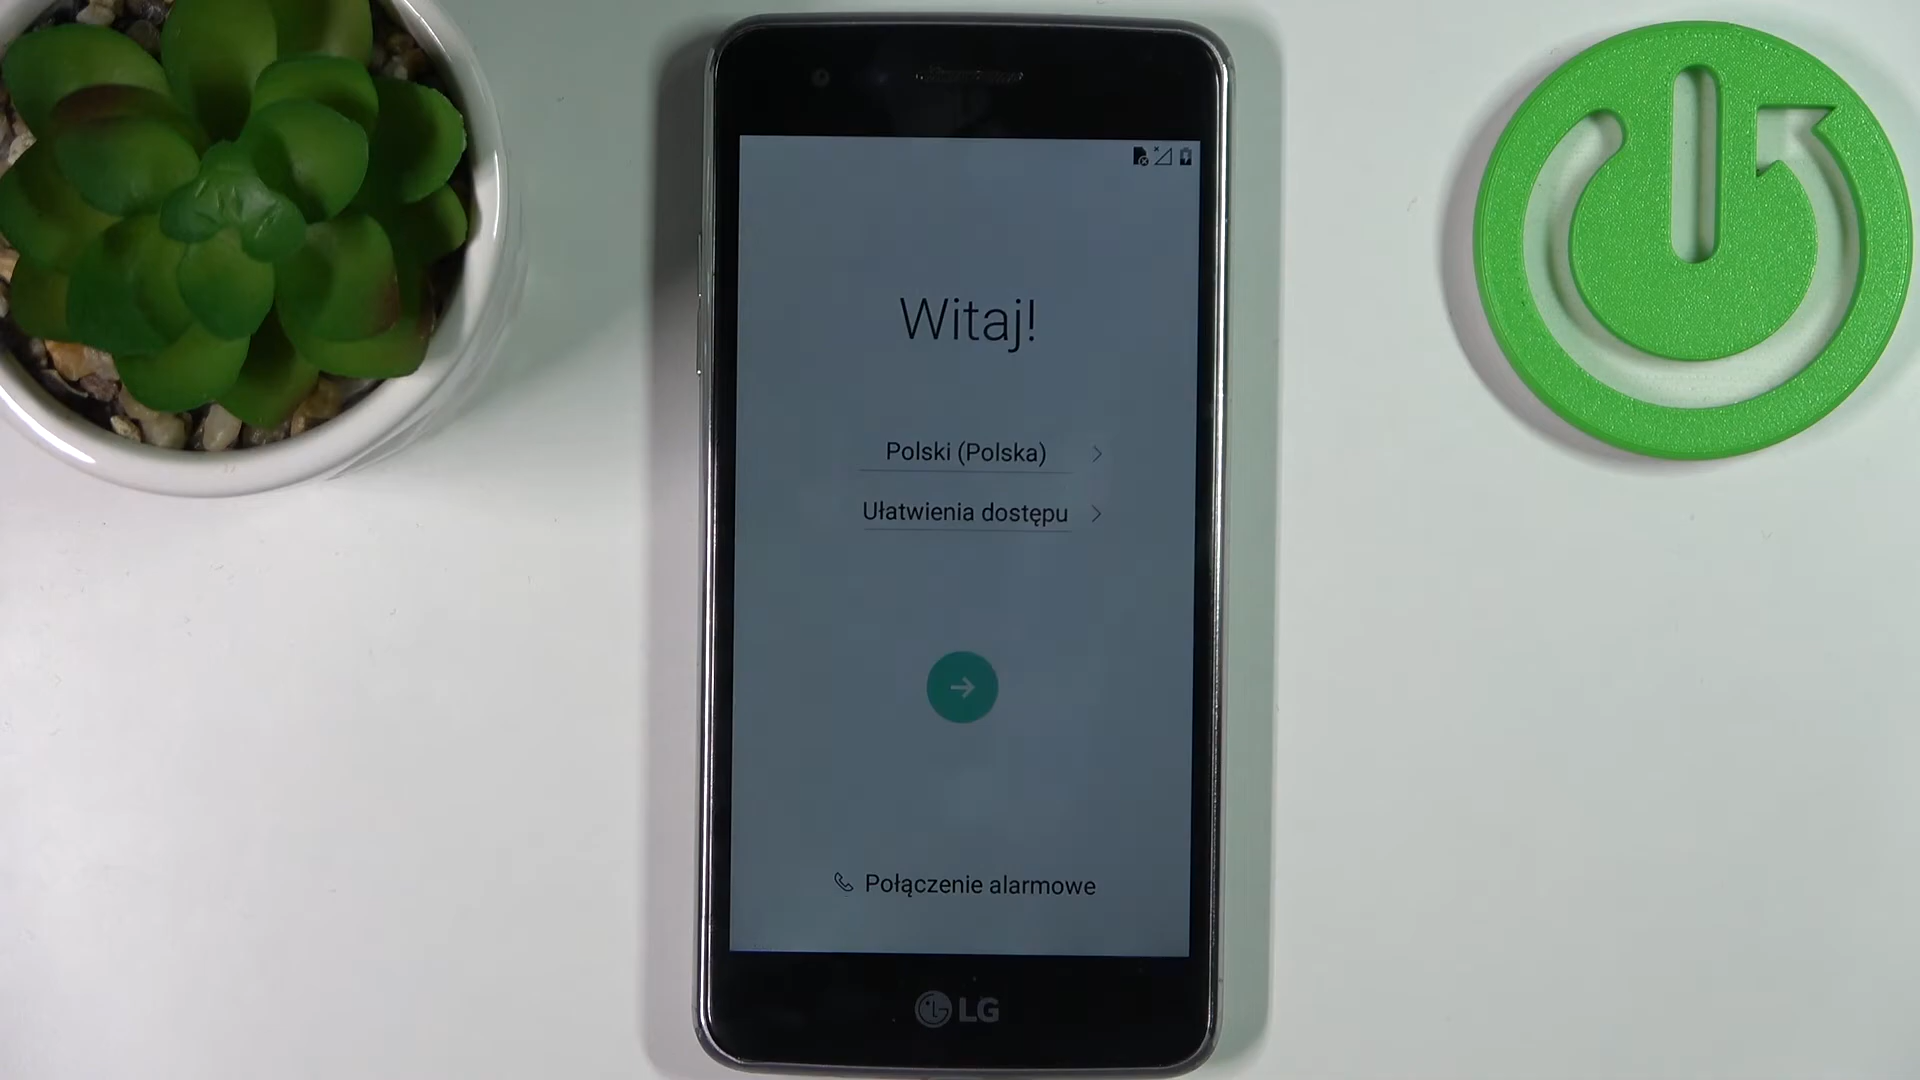 Witaj!
Polski (Polska)
Ułatwienia dostępu
Połączenie alarmowe
LG